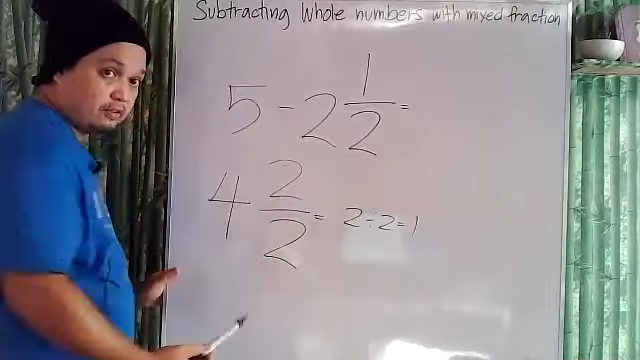 Subtracting Whole numbers with mixed fraction
5 - 2 1/2 =
4 2/2 = 2 ÷ 2 = 1